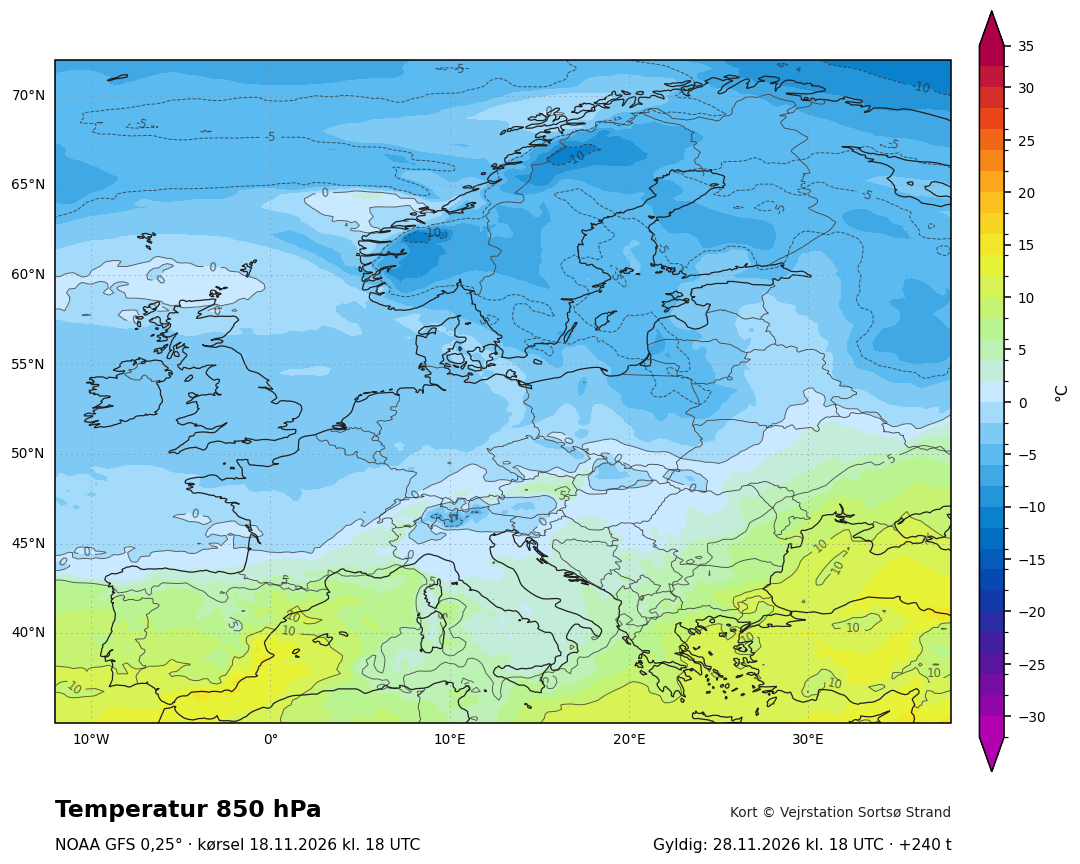 70°N
65°N
60°N
55°N
50°N
45°N
40°N
10°W
0°
10°E
20°E
30°E
35
30
25
20
15
10
5
0
−5
−10
−15
−20
−25
−30
°C
Temperatur 850 hPa
Kort © Vejrstation Sortsø Strand
NOAA GFS 0,25° · kørsel 18.11.2026 kl. 18 UTC
Gyldig: 28.11.2026 kl. 18 UTC · +240 t